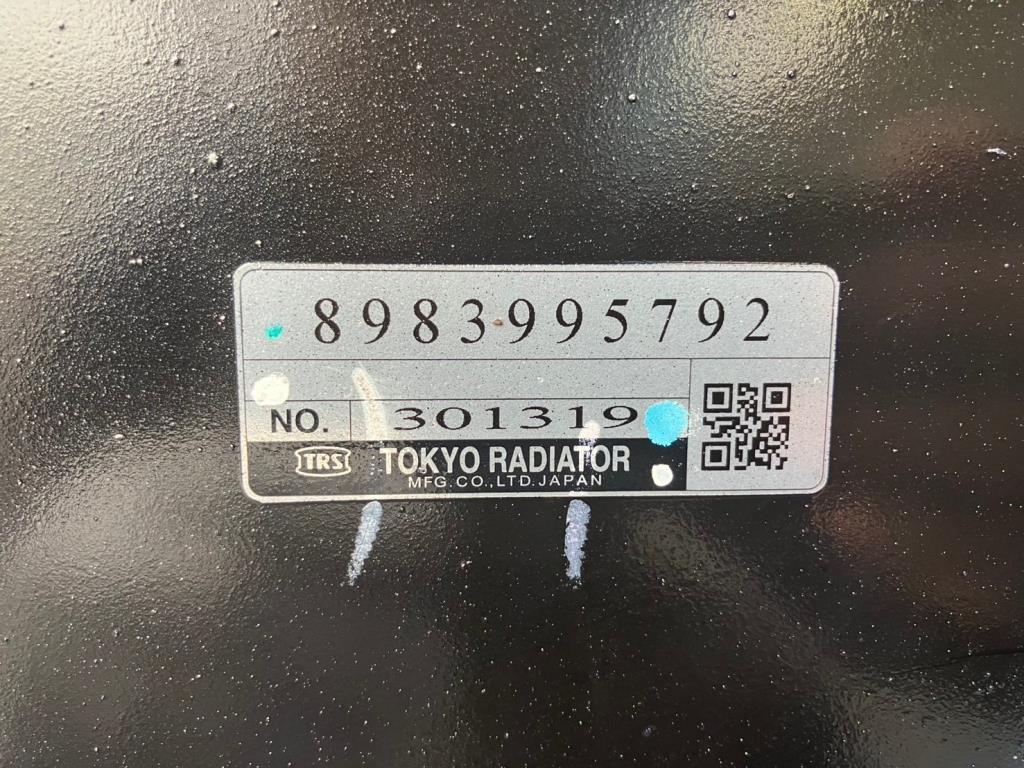 8983995792
NO. 301319
TRS TOKYO RADIATOR
MFG.CO.,LTD.JAPAN